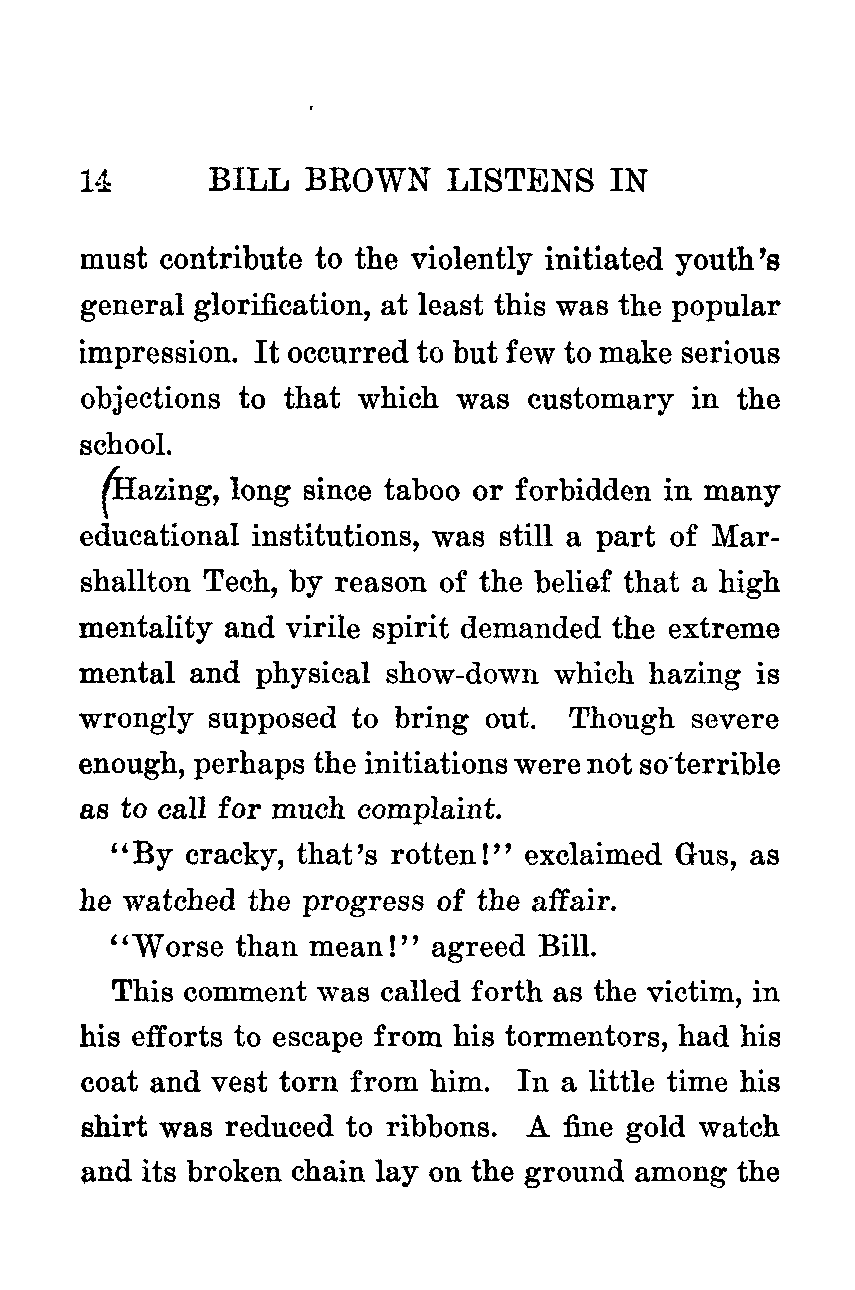 14 BILL BROWN LISTENS IN
must contribute to the violently initiated youth's
general glorification, at least this was the popular
impression. It occurred to but few to make serious
objections to that which was customary in the
school.
(Hazing, long since taboo or forbidden in many
educational institutions, was still a part of Mar-
shallton Tech, by reason of the belief that a high
mentality and virile spirit demanded the extreme
mental and physical show-down which hazing is
wrongly supposed to bring out. Though severe
enough, perhaps the initiations were not so terrible
as to call for much complaint.
"By cracky, that's rotten!" exclaimed Gus, as
he watched the progress of the affair.
"Worse than mean!" agreed Bill.
This comment was called forth as the victim, in
his efforts to escape from his tormentors, had his
coat and vest torn from him. In a little time his
shirt was reduced to ribbons. A fine gold watch
and its broken chain lay on the ground among the